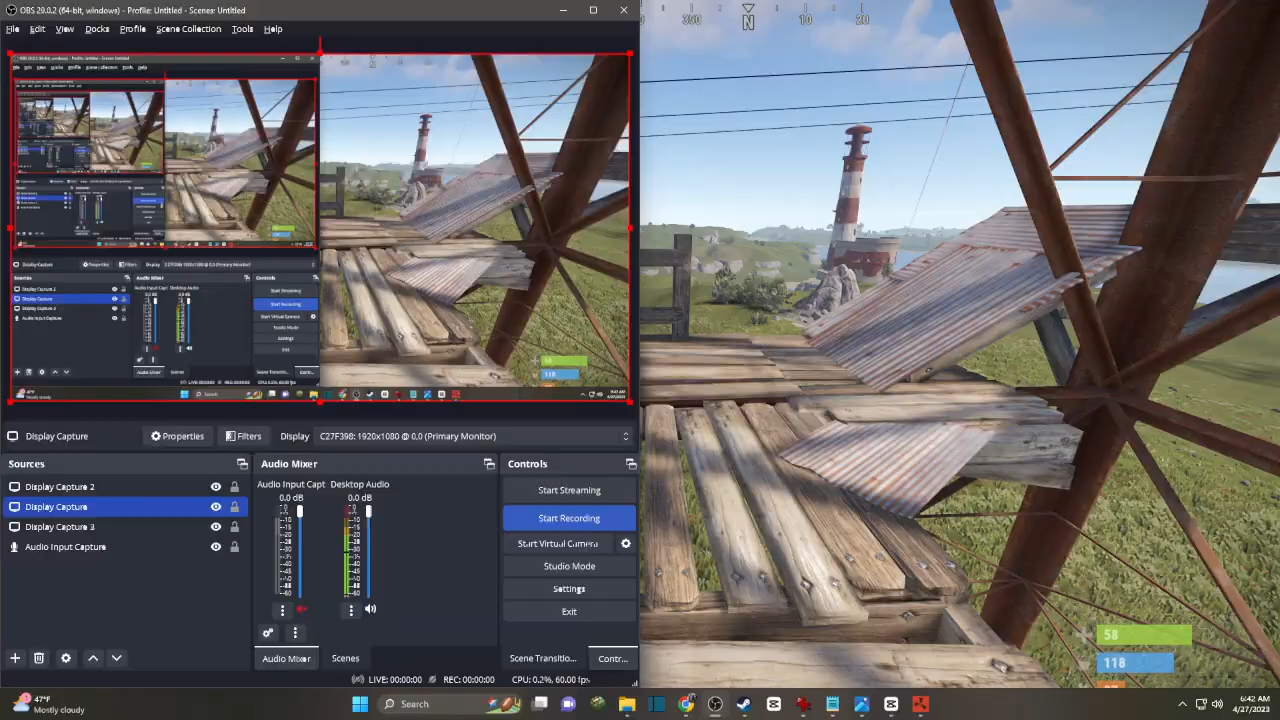 OBS 29.0.2 (64-bit, windows) - Profile: Untitled - Scenes: Untitled
File Edit View Docks Profile Scene Collection Tools Help
350 N 10 20
Display Capture Properties Filters Display C27F398: 1920x1080 @ 0,0 (Primary Monitor)
Sources
Display Capture 2
Display Capture
Display Capture 3
Audio Input Capture
Audio Mixer
Audio Input Capt Desktop Audio
0.0 dB 0.0 dB
Audio Mixer Scenes
Controls
Start Streaming
Start Recording
Start Virtual Camera
Studio Mode
Settings
Exit
Scene Transitio... Contr...
LIVE: 00:00:00 REC: 00:00:00 CPU: 0.2%, 60.00 fps
58
118
47°F
Mostly cloudy
Search
6:42 AM
4/27/2023